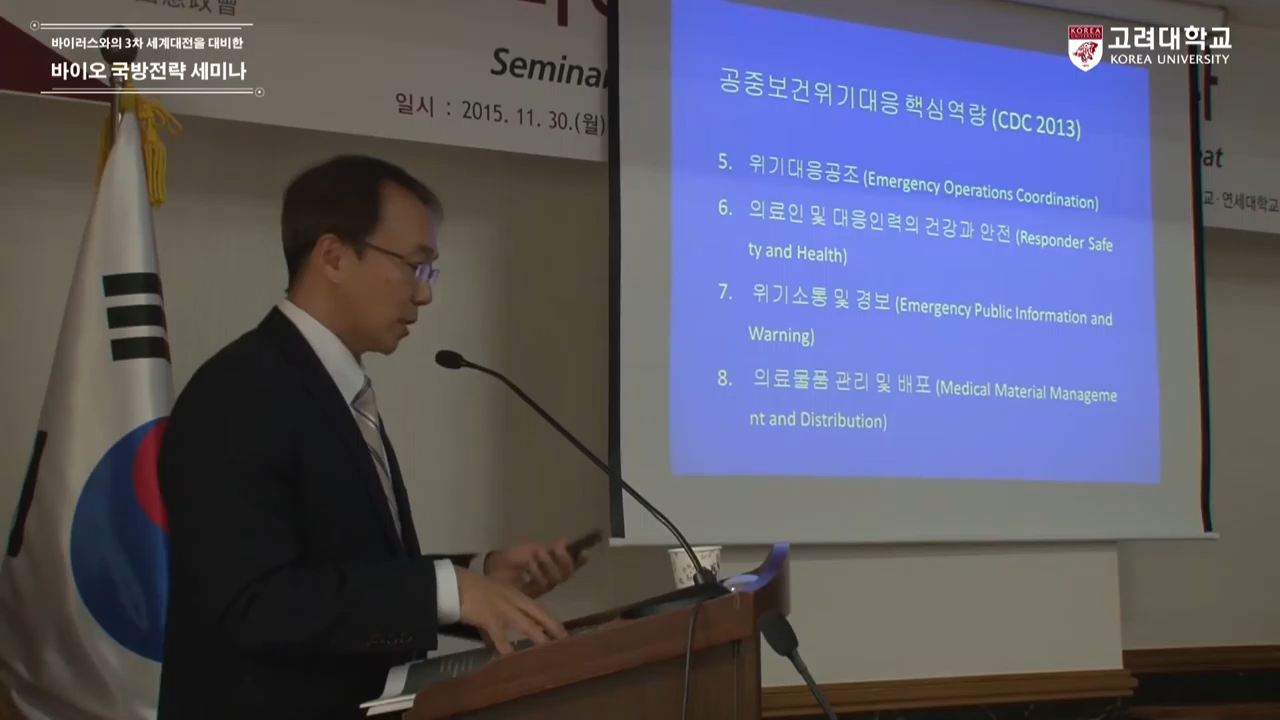 바이러스와의 3차 세계대전을 대비한
바이오 국방전략 세미나
Seminar
일시 : 2015. 11. 30.(월)
KOREA
고려대학교
KOREA UNIVERSITY
공중보건위기대응 핵심역량 (CDC 2013)
5. 위기대응공조 (Emergency Operations Coordination)
6. 의료인 및 대응인력의 건강과 안전 (Responder Safe
ty and Health)
7. 위기소통 및 경보 (Emergency Public Information and
Warning)
8. 의료물품 관리 및 배포 (Medical Material Manageme
nt and Distribution)
eat
교·연세대학교